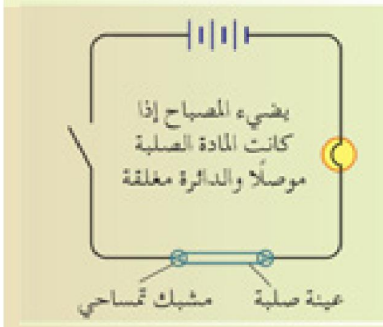 يضيء المصباح إذا
كانت المادة الصلبة
موصلًا والدائرة مغلقة
عينة صلبة
مشبك تمساحي